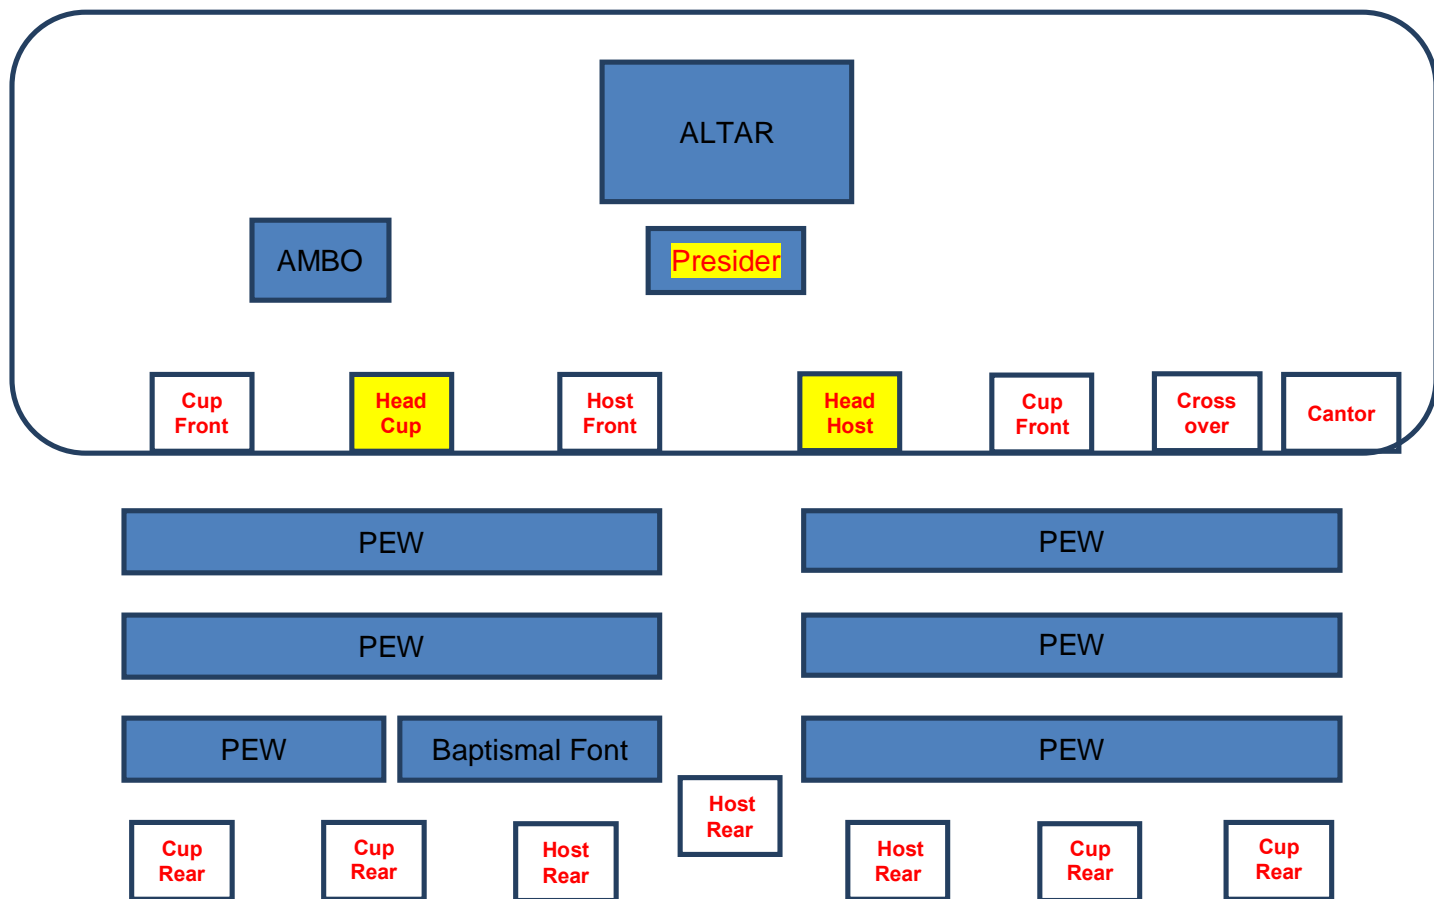 ALTAR
AMBO
Presider
Cup
Front
Head
Cup
Host
Front
Head
Host
Cup
Front
Cross
over
Cantor
PEW
PEW
PEW
PEW
PEW
Baptismal Font
PEW
Host
Rear
Cup
Rear
Cup
Rear
Host
Rear
Host
Rear
Cup
Rear
Cup
Rear